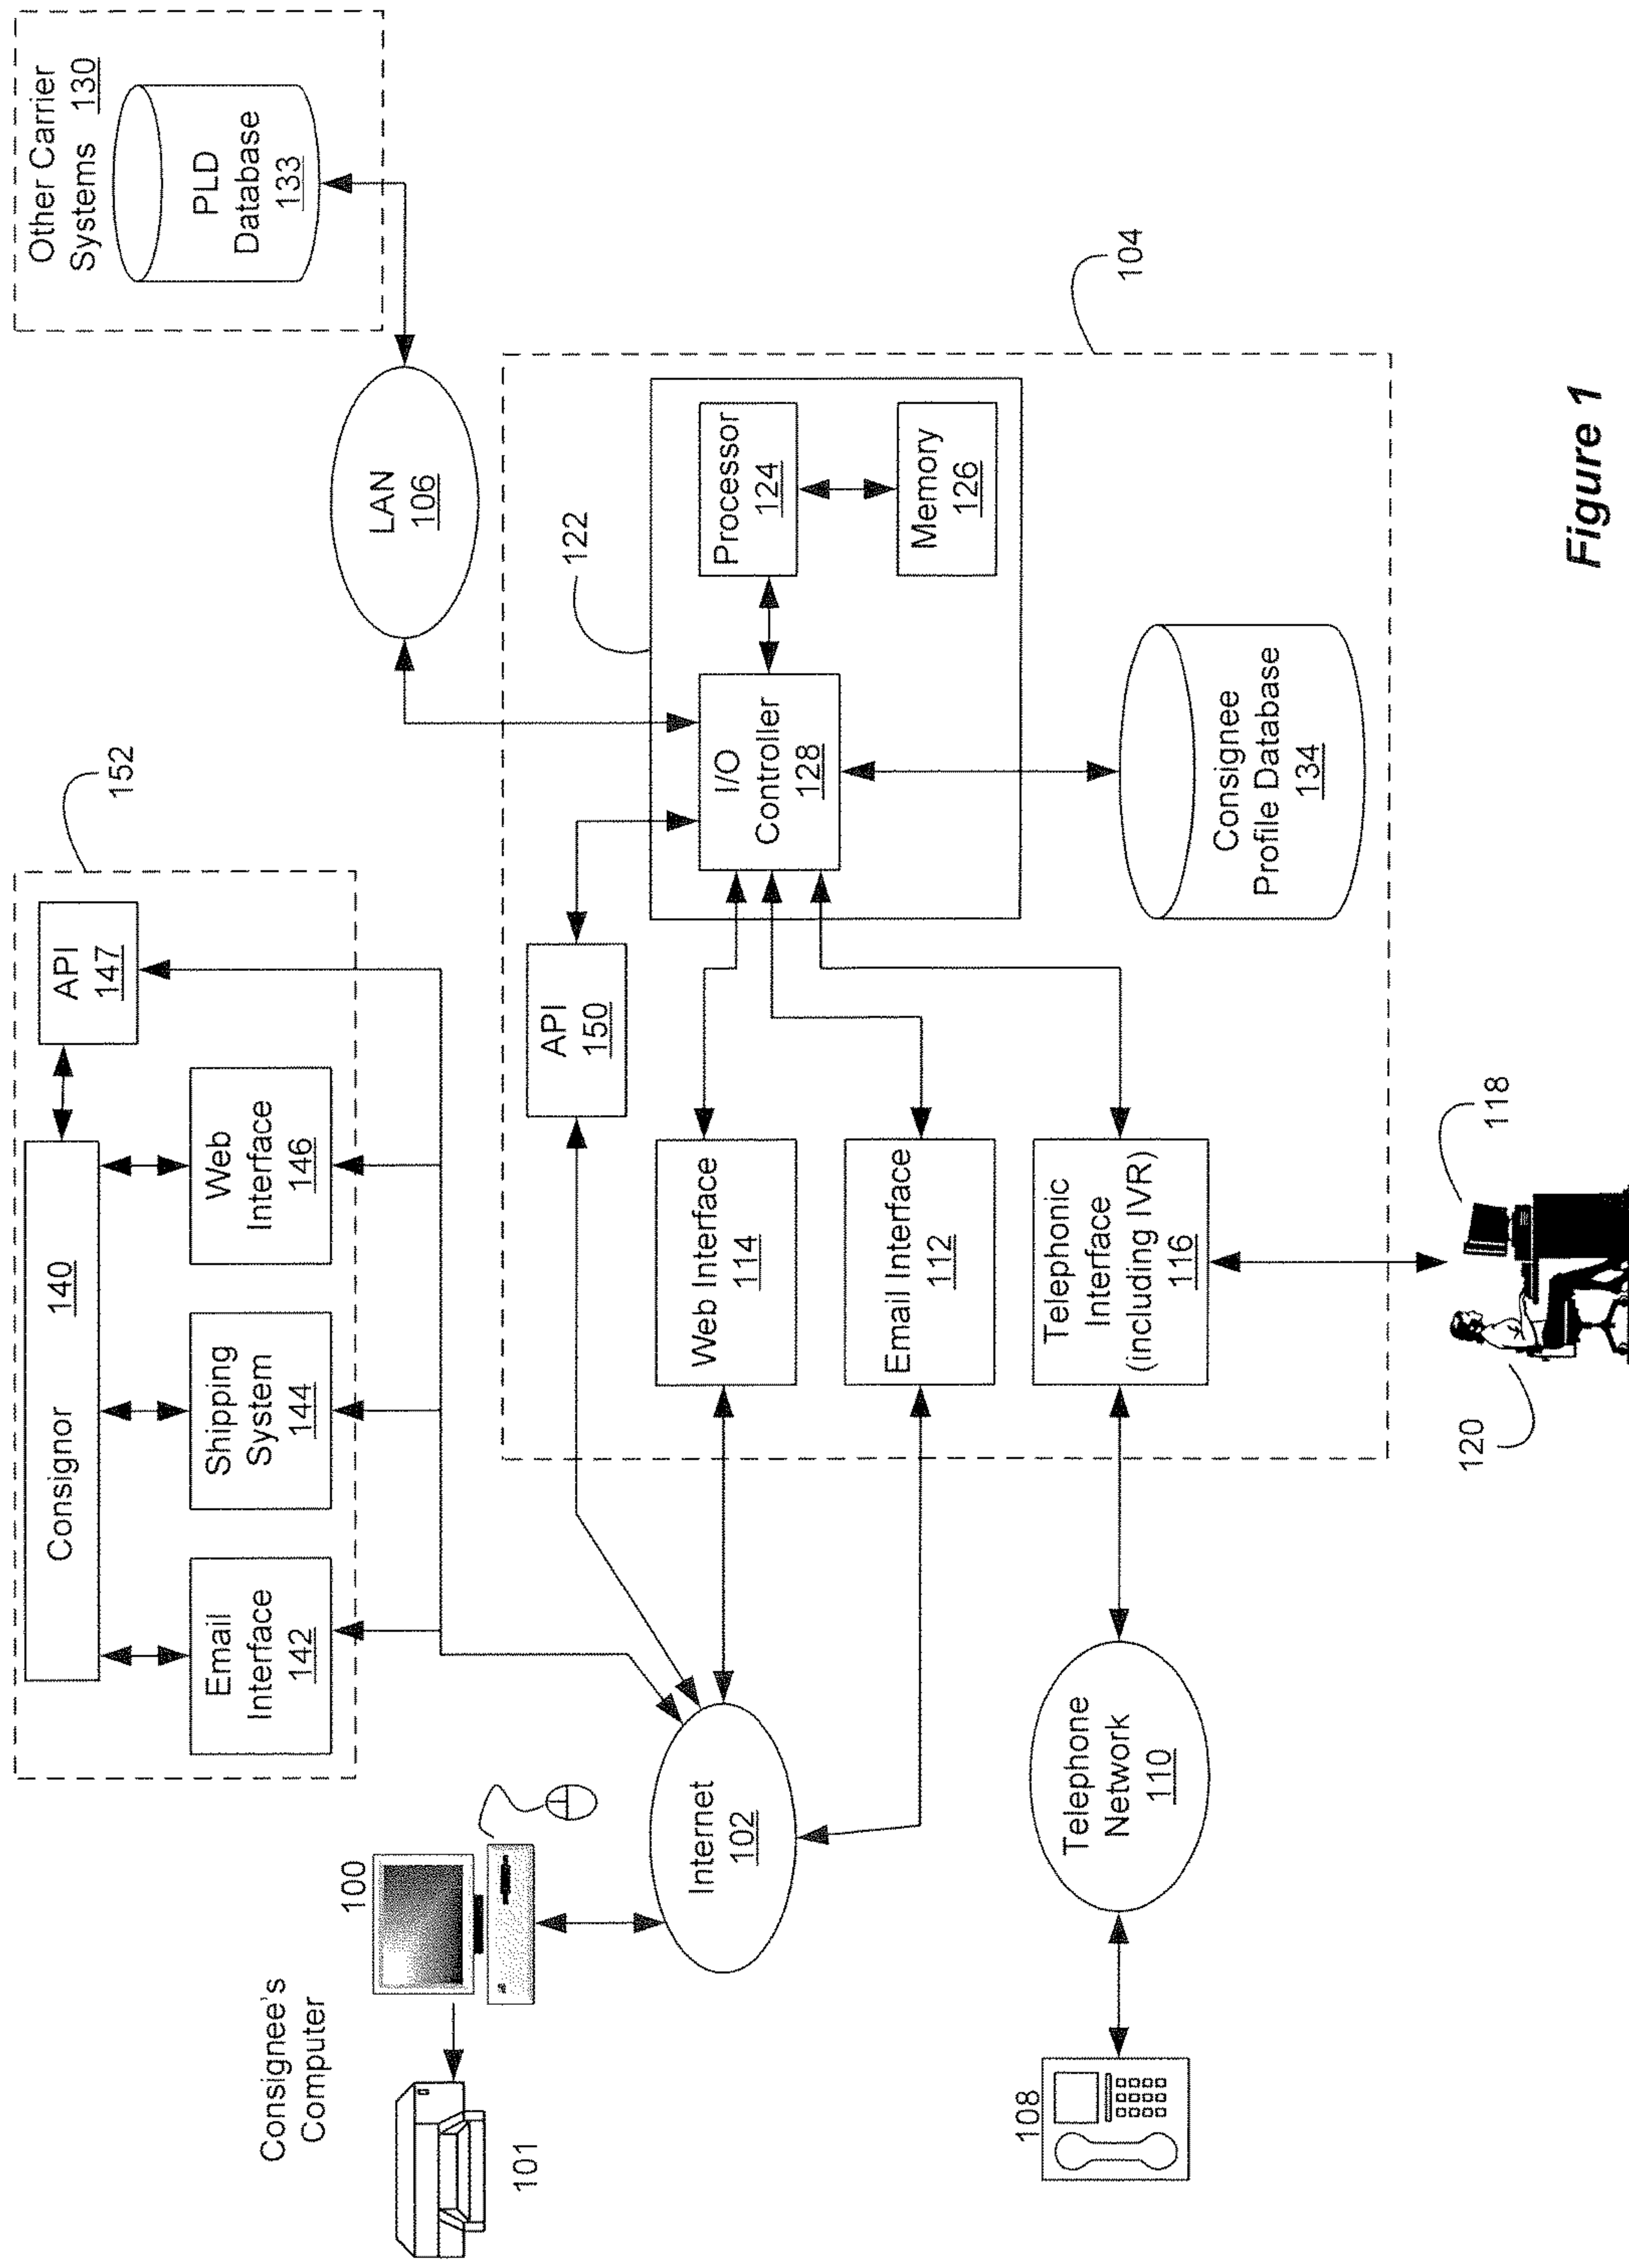 Other Carrier
Systems 130
PLD
Database
133
152
Consignor 140
API
147
Email
Interface
142
Shipping
System
144
Web
Interface
146
LAN
106
Consignee's
Computer
100
101
Internet
102
API
150
122
104
I/O
Controller
128
Processor
124
Memory
126
Web Interface
114
Email Interface
112
Telephonic
Interface
(including IVR)
116
Consignee
Profile Database
134
Telephone
Network
110
108
120
118
Figure 1